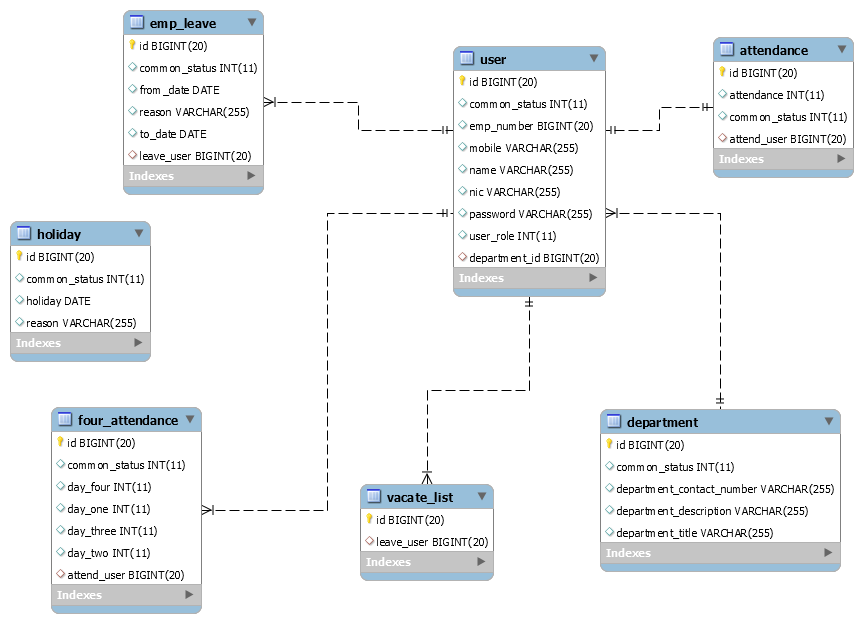 emp_leave
id BIGINT(20)
common_status INT(11)
from_date DATE
reason VARCHAR(255)
to_date DATE
leave_user BIGINT(20)
Indexes
user
id BIGINT(20)
common_status INT(11)
emp_number BIGINT(20)
mobile VARCHAR(255)
name VARCHAR(255)
nic VARCHAR(255)
password VARCHAR(255)
user_role INT(11)
department_id BIGINT(20)
Indexes
attendance
id BIGINT(20)
attendance INT(11)
common_status INT(11)
attend_user BIGINT(20)
Indexes
holiday
id BIGINT(20)
common_status INT(11)
holiday DATE
reason VARCHAR(255)
Indexes
four_attendance
id BIGINT(20)
common_status INT(11)
day_four INT(11)
day_one INT(11)
day_three INT(11)
day_two INT(11)
attend_user BIGINT(20)
Indexes
vacate_list
id BIGINT(20)
leave_user BIGINT(20)
Indexes
department
id BIGINT(20)
common_status INT(11)
department_contact_number VARCHAR(255)
department_description VARCHAR(255)
department_title VARCHAR(255)
Indexes